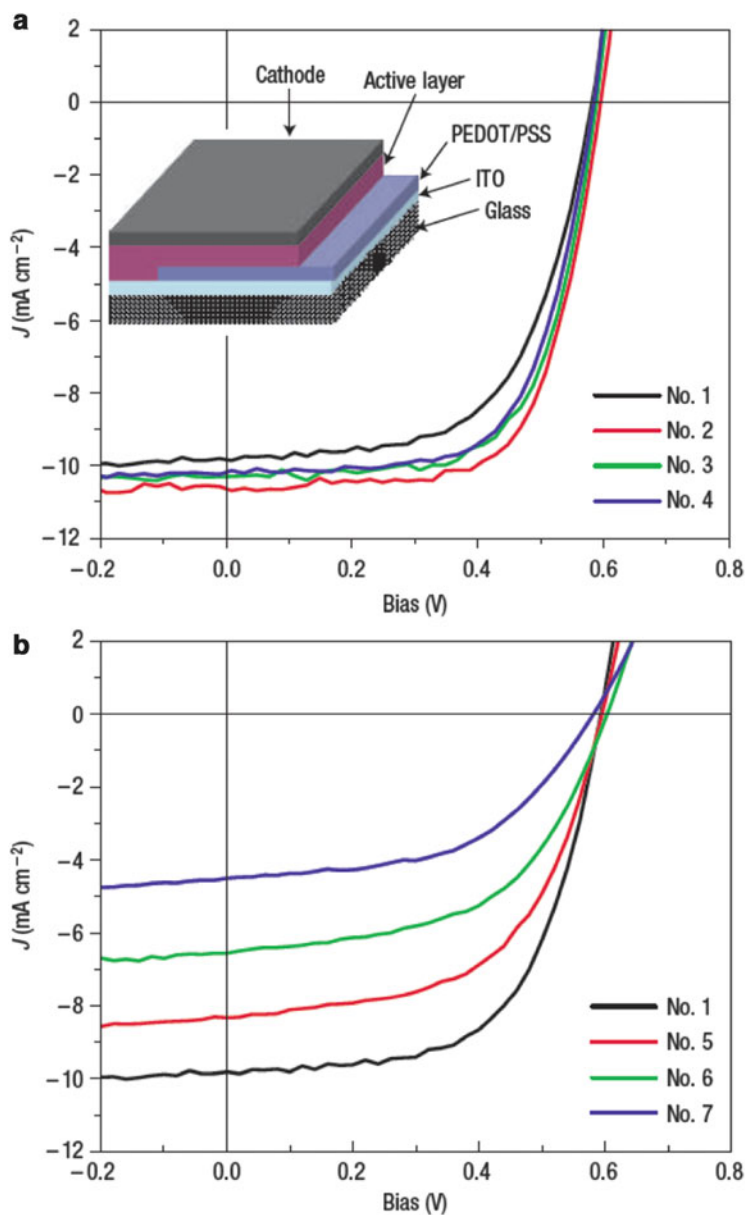 a
2
0
−2
−4
−6
−8
−10
−12
J (mA cm−2)
Cathode
Active layer
PEDOT/PSS
ITO
Glass
No. 1
No. 2
No. 3
No. 4
−0.2 0.0 0.2 0.4 0.6 0.8
Bias (V)
b
2
0
−2
−4
−6
−8
−10
−12
J (mA cm−2)
No. 1
No. 5
No. 6
No. 7
−0.2 0.0 0.2 0.4 0.6 0.8
Bias (V)